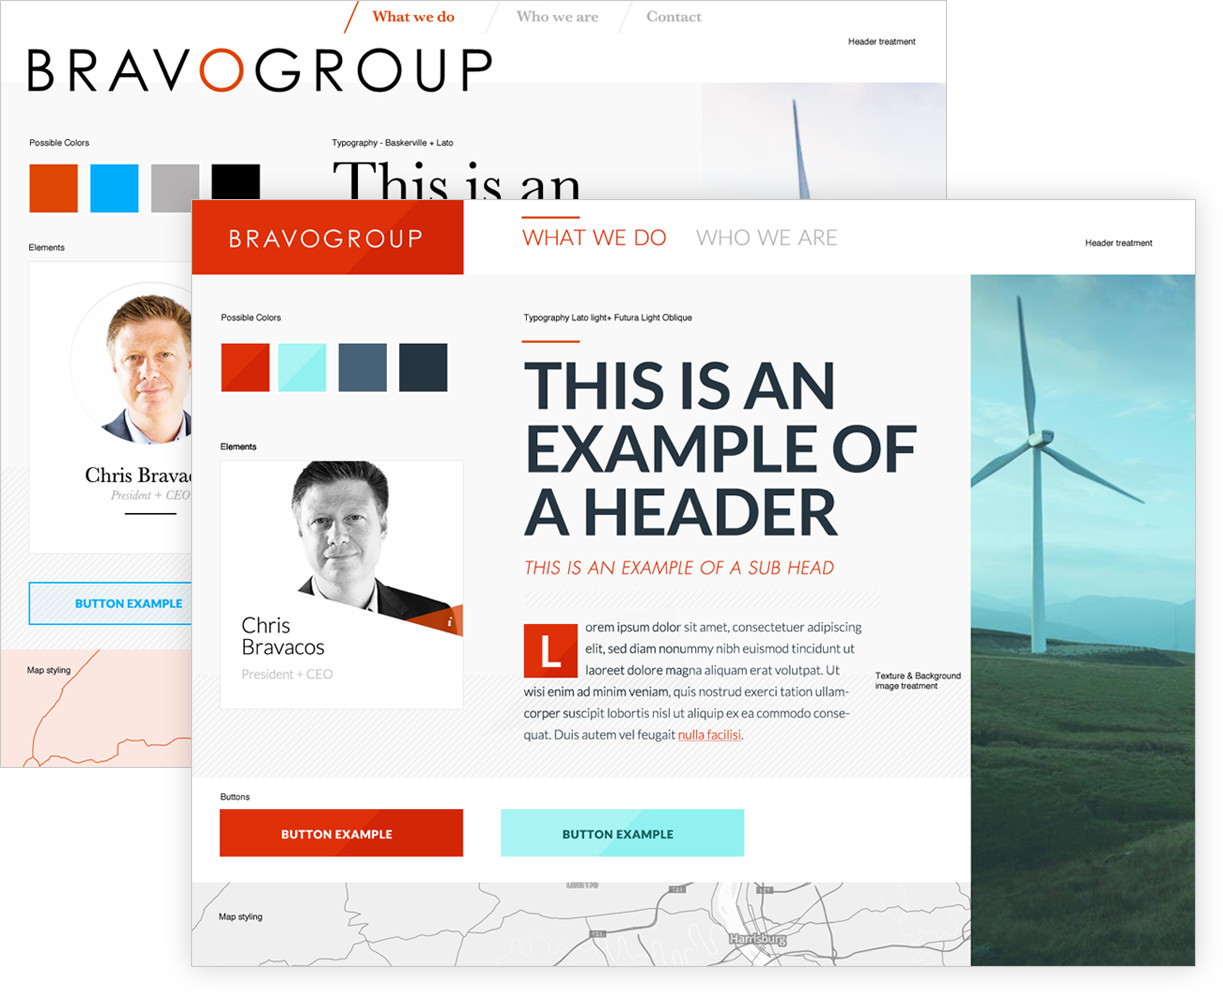 What we do
Who we are
Contact
Header treatment
BRAVOGROUP
Possible Colors
Typography - Baskerville + Lato
This is an
Elements
Chris Brava
President + CEO
BUTTON EXAMPLE
Map styling
BRAVOGROUP
WHAT WE DO
WHO WE ARE
Header treatment
Possible Colors
Typography Lato light+ Futura Light Oblique
THIS IS AN
EXAMPLE OF
A HEADER
THIS IS AN EXAMPLE OF A SUB HEAD
Elements
i
Chris
Bravacos
President + CEO
L
orem ipsum dolor sit amet, consectetuer adipiscing
elit, sed diam nonummy nibh euismod tincidunt ut
laoreet dolore magna aliquam erat volutpat. Ut
wisi enim ad minim veniam, quis nostrud exerci tation ullam-
corper suscipit lobortis nisl ut aliquip ex ea commodo conse-
quat. Duis autem vel feugait nulla facilisi.
Texture & Background
image treatment
Buttons
BUTTON EXAMPLE
BUTTON EXAMPLE
Map styling
Harrisburg